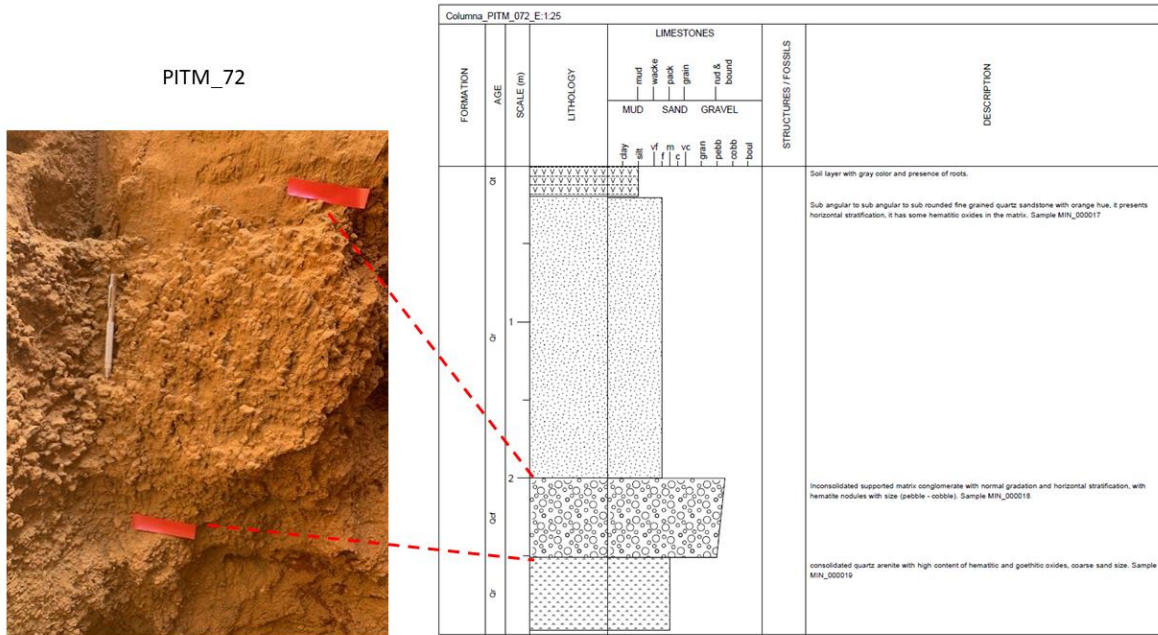 PITM_72
Columna_PITM_072_E:1:25
FORMATION
AGE
SCALE (m)
LITHOLOGY
LIMESTONES
mud
wacke
pack
grain
rud &
bound
MUD SAND GRAVEL
clay
silt
vf
f
m
c
vc
gran
pebb
cobb
boul
STRUCTURES / FOSSILS
DESCRIPTION
Soil layer with gray color and presence of roots.
Sub angular to sub angular to sub rounded fine grained quartz sandstone with orange hue, it presents
horizontal stratification, it has some hematitic oxides in the matrix. Sample MIN_000017
1
2
Inconsolidated supported matrix conglomerate with normal gradation and horizontal stratification, with
hematite nodules with size (pebble - cobble). Sample MIN_000018
consolidated quartz arenite with high content of hematitic and goethitic oxides, coarse sand size. Sample
MIN_000019